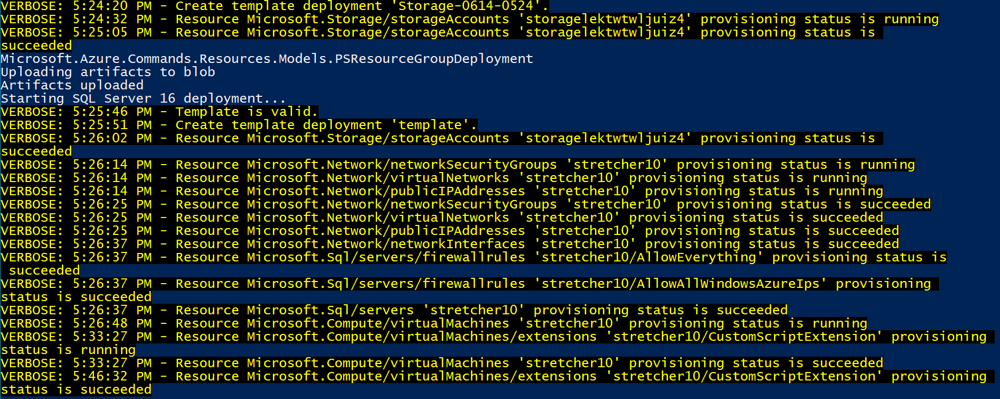 VERBOSE: 5:24:20 PM - Create template deployment 'Storage-0614-0524'.
VERBOSE: 5:24:32 PM - Resource Microsoft.Storage/storageAccounts 'storagelektwtwljuiz4' provisioning status is running
VERBOSE: 5:25:05 PM - Resource Microsoft.Storage/storageAccounts 'storagelektwtwljuiz4' provisioning status is
succeeded
Microsoft.Azure.Commands.Resources.Models.PSResourceGroupDeployment
Uploading artifacts to blob
Artifacts uploaded
Starting SQL Server 16 deployment...
VERBOSE: 5:25:46 PM - Template is valid.
VERBOSE: 5:25:51 PM - Create template deployment 'template'.
VERBOSE: 5:26:02 PM - Resource Microsoft.Storage/storageAccounts 'storagelektwtwljuiz4' provisioning status is
succeeded
VERBOSE: 5:26:14 PM - Resource Microsoft.Network/networkSecurityGroups 'stretcher10' provisioning status is running
VERBOSE: 5:26:14 PM - Resource Microsoft.Network/virtualNetworks 'stretcher10' provisioning status is running
VERBOSE: 5:26:14 PM - Resource Microsoft.Network/publicIPAddresses 'stretcher10' provisioning status is running
VERBOSE: 5:26:25 PM - Resource Microsoft.Network/networkSecurityGroups 'stretcher10' provisioning status is succeeded
VERBOSE: 5:26:25 PM - Resource Microsoft.Network/virtualNetworks 'stretcher10' provisioning status is succeeded
VERBOSE: 5:26:25 PM - Resource Microsoft.Network/publicIPAddresses 'stretcher10' provisioning status is succeeded
VERBOSE: 5:26:37 PM - Resource Microsoft.Network/networkInterfaces 'stretcher10' provisioning status is succeeded
VERBOSE: 5:26:37 PM - Resource Microsoft.Sql/servers/firewallrules 'stretcher10/AllowEverything' provisioning status is
succeeded
VERBOSE: 5:26:37 PM - Resource Microsoft.Sql/servers/firewallrules 'stretcher10/AllowAllWindowsAzureIps' provisioning
status is succeeded
VERBOSE: 5:26:37 PM - Resource Microsoft.Sql/servers 'stretcher10' provisioning status is succeeded
VERBOSE: 5:26:48 PM - Resource Microsoft.Compute/virtualMachines 'stretcher10' provisioning status is running
VERBOSE: 5:33:27 PM - Resource Microsoft.Compute/virtualMachines/extensions 'stretcher10/CustomScriptExtension' provisioning
status is running
VERBOSE: 5:33:27 PM - Resource Microsoft.Compute/virtualMachines 'stretcher10' provisioning status is succeeded
VERBOSE: 5:46:32 PM - Resource Microsoft.Compute/virtualMachines/extensions 'stretcher10/CustomScriptExtension' provisioning
status is succeeded